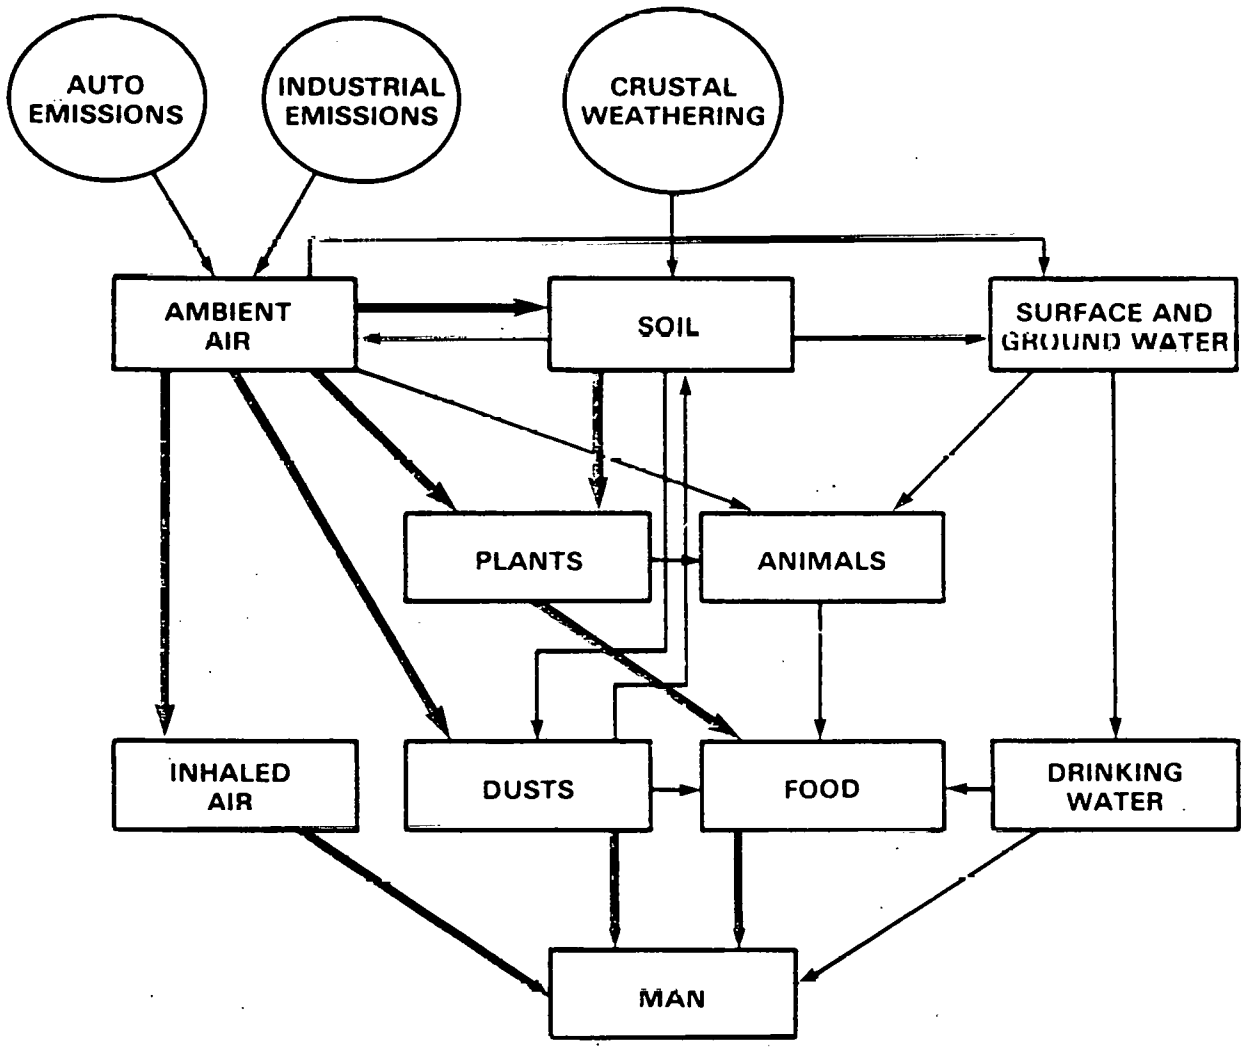 AUTO
EMISSIONS
INDUSTRIAL
EMISSIONS
CRUSTAL
WEATHERING
AMBIENT
AIR
SOIL
SURFACE AND
GROUND WATER
PLANTS
ANIMALS
INHALED
AIR
DUSTS
FOOD
DRINKING
WATER
MAN